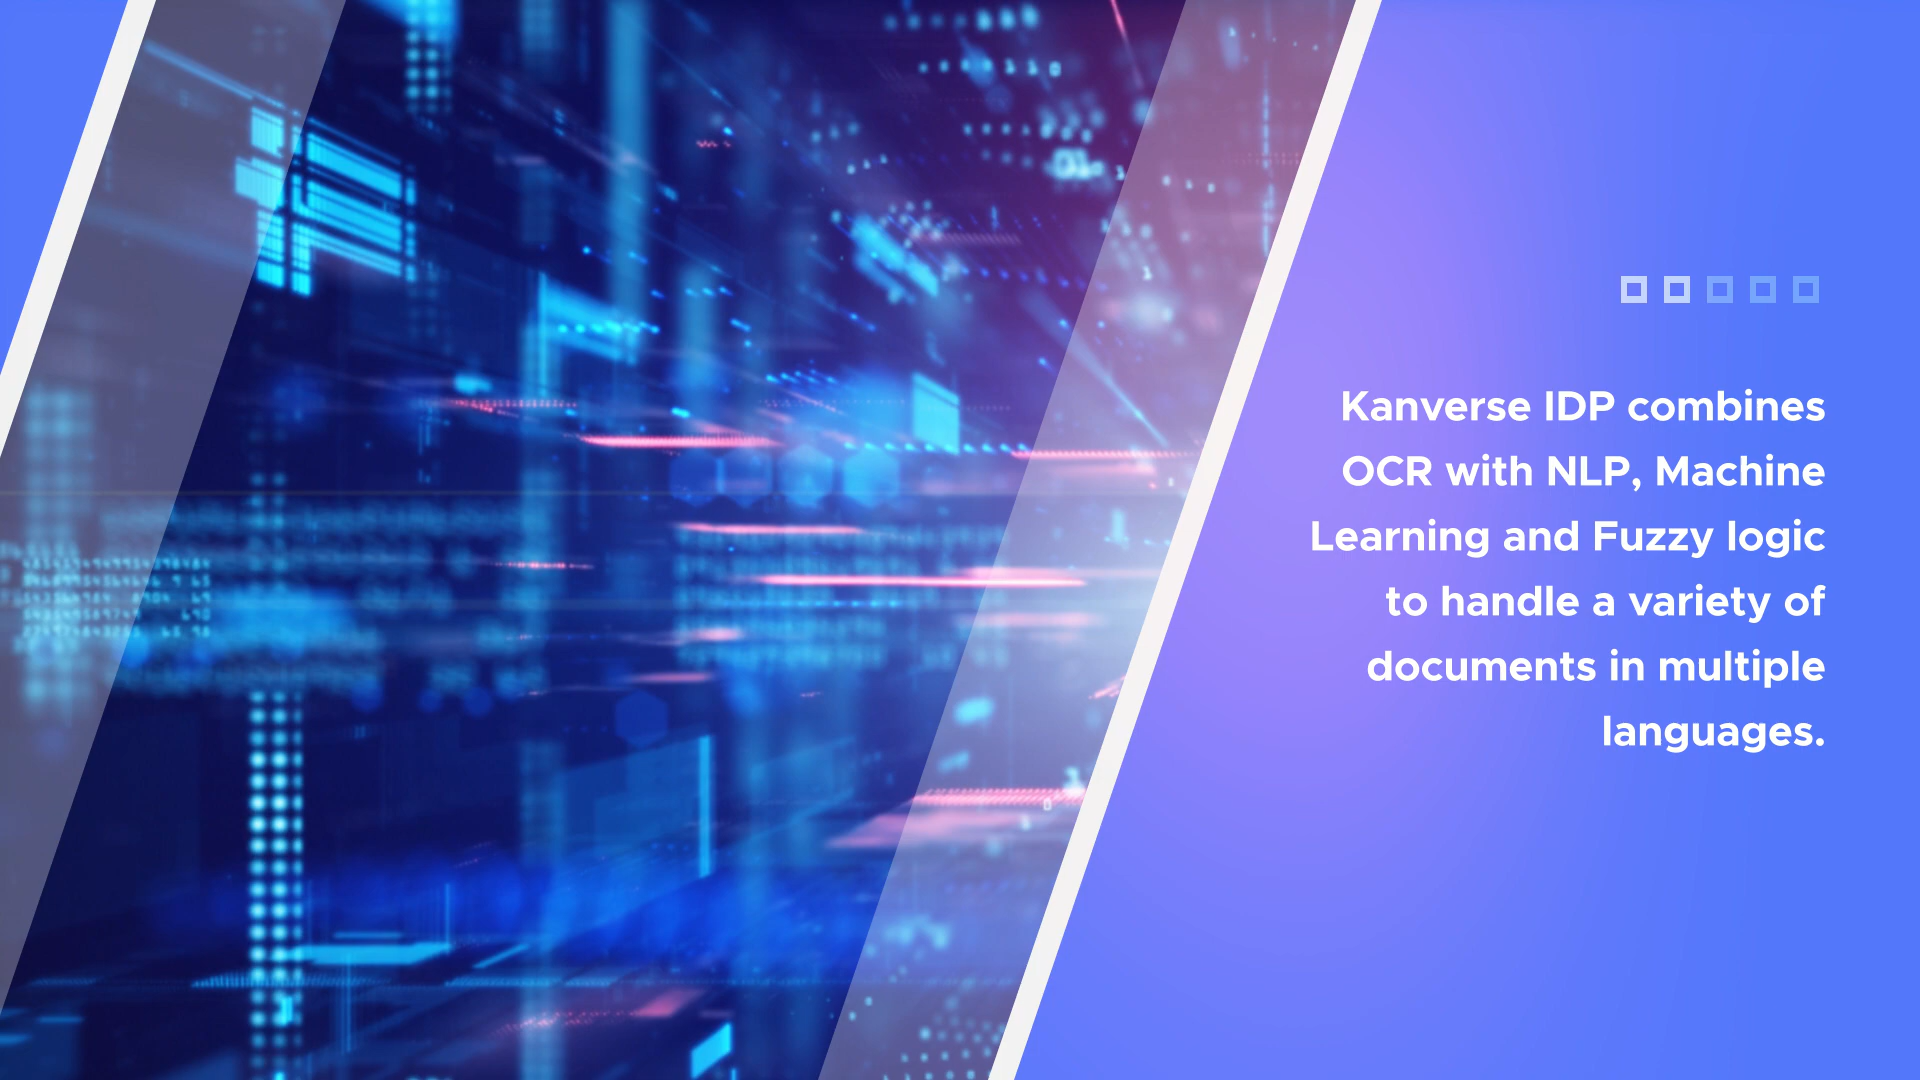 Kanverse IDP combines
OCR with NLP, Machine
Learning and Fuzzy logic
to handle a variety of
documents in multiple
languages.